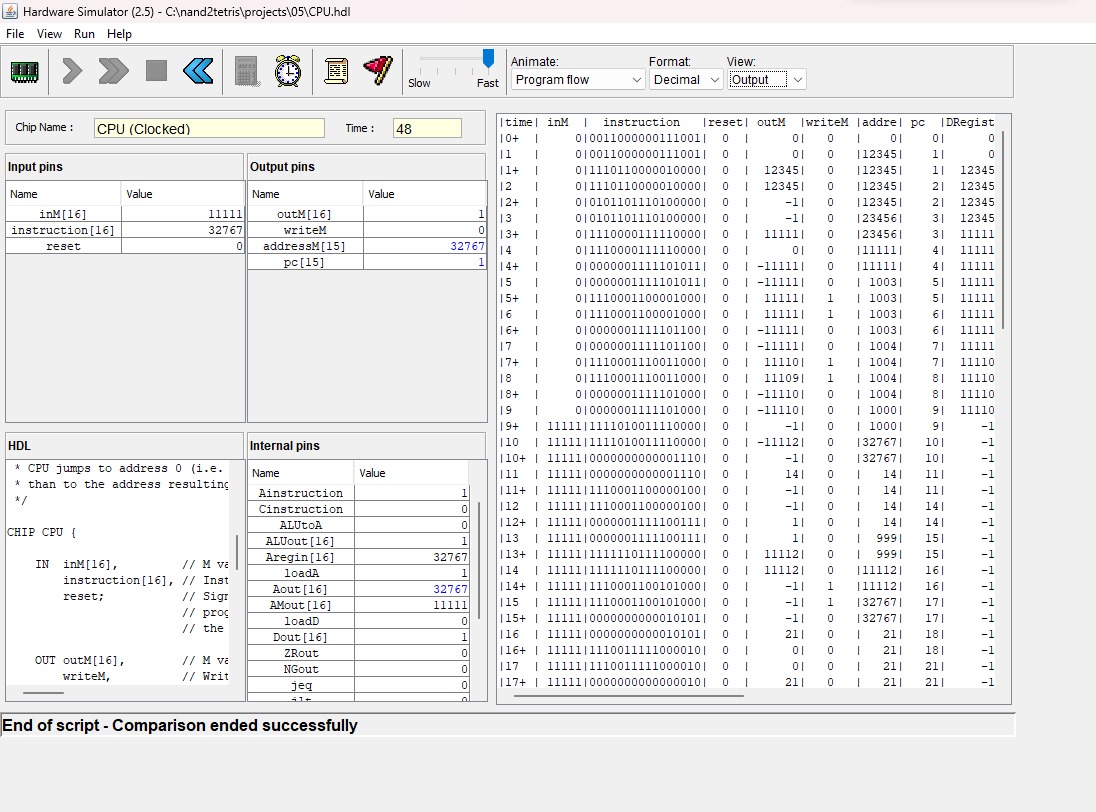 Hardware Simulator (2.5) - C:\nand2tetris\projects\05\CPU.hdl
File View Run Help
Slow Fast
Animate: Format: View:
Program flow Decimal Output
Chip Name : CPU (Clocked) Time : 48
Input pins
Name Value
inM[16] 11111
instruction[16] 32767
reset 0
Output pins
Name Value
outM[16] 1
writeM 0
addressM[15] 32767
pc[15] 1
HDL
* CPU jumps to address 0 (i.e.
* than to the address resulting
*/
CHIP CPU {
IN inM[16], // M va
instruction[16], // Inst
reset; // Sign
// prog
// the
OUT outM[16], // M va
writeM, // Writ
Internal pins
Name Value
Ainstruction 1
Cinstruction 0
ALUtoA 0
ALUout[16] 1
Aregin[16] 32767
loadA 1
Aout[16] 32767
AMout[16] 11111
loadD 0
Dout[16] 1
ZRout 0
NGout 0
jeq 0
|time| inM | instruction |reset| outM |writeM |addre| pc |DRegist
|0+ | 0|0011000000111001| 0 | 0| 0 | 0| 0| 0
|1 | 0|0011000000111001| 0 | 0| 0 |12345| 1| 0
|1+ | 0|1110110000010000| 0 | 12345| 0 |12345| 1| 12345
|2 | 0|1110110000010000| 0 | 12345| 0 |12345| 2| 12345
|2+ | 0|0101101110100000| 0 | -1| 0 |12345| 2| 12345
|3 | 0|0101101110100000| 0 | -1| 0 |23456| 3| 12345
|3+ | 0|1110000111110000| 0 | 11111| 0 |23456| 3| 11111
|4 | 0|1110000111110000| 0 | 0| 0 |11111| 4| 11111
|4+ | 0|0000001111101011| 0 | -11111| 0 |11111| 4| 11111
|5 | 0|0000001111101011| 0 | -11111| 0 | 1003| 5| 11111
|5+ | 0|1110001100001000| 0 | 11111| 1 | 1003| 5| 11111
|6 | 0|1110001100001000| 0 | 11111| 1 | 1003| 6| 11111
|6+ | 0|0000001111101100| 0 | -11111| 0 | 1003| 6| 11111
|7 | 0|0000001111101100| 0 | -11111| 0 | 1004| 7| 11111
|7+ | 0|1110001110011000| 0 | 11110| 1 | 1004| 7| 11110
|8 | 0|1110001110011000| 0 | 11109| 1 | 1004| 8| 11110
|8+ | 0|0000001111101000| 0 | -11110| 0 | 1004| 8| 11110
|9 | 0|0000001111101000| 0 | -11110| 0 | 1000| 9| 11110
|9+ | 11111|1111010011110000| 0 | -1| 0 | 1000| 9| -1
|10 | 11111|1111010011110000| 0 | -11112| 0 |32767| 10| -1
|10+ | 11111|0000000000001110| 0 | -1| 0 |32767| 10| -1
|11 | 11111|0000000000001110| 0 | 14| 0 | 14| 11| -1
|11+ | 11111|1110001100000100| 0 | -1| 0 | 14| 11| -1
|12 | 11111|1110001100000100| 0 | -1| 0 | 14| 14| -1
|12+ | 11111|0000001111100111| 0 | 1| 0 | 14| 14| -1
|13 | 11111|0000001111100111| 0 | 1| 0 | 999| 15| -1
|13+ | 11111|1111110111100000| 0 | 11112| 0 | 999| 15| -1
|14 | 11111|1111110111100000| 0 | 11112| 0 |11112| 16| -1
|14+ | 11111|1110001100101000| 0 | -1| 1 |11112| 16| -1
|15 | 11111|1110001100101000| 0 | -1| 1 |32767| 17| -1
|15+ | 11111|0000000000010101| 0 | -1| 0 |32767| 17| -1
|16 | 11111|0000000000010101| 0 | 21| 0 | 21| 18| -1
|16+ | 11111|1110011111000010| 0 | 0| 0 | 21| 18| -1
|17 | 11111|1110011111000010| 0 | 0| 0 | 21| 21| -1
|17+ | 11111|0000000000000010| 0 | 21| 0 | 21| 21| -1
End of script - Comparison ended successfully